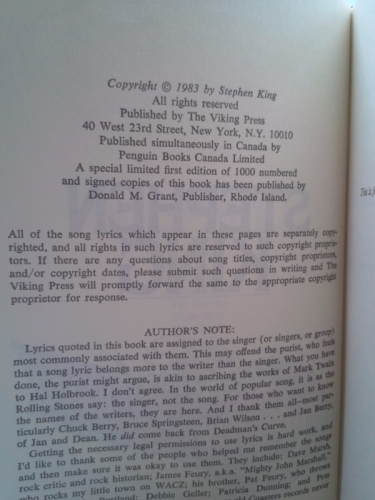 Copyright © 1983 by Stephen King
All rights reserved
Published by The Viking Press
40 West 23rd Street, New York, N.Y. 10010
Published simultaneously in Canada by
Penguin Books Canada Limited
A special limited first edition of 1000 numbered
and signed copies of this book has been published by
Donald M. Grant, Publisher, Rhode Island.
All of the song lyrics which appear in these pages are separately copy-
righted, and all rights in such lyrics are reserved to such copyright proprie-
tors. If there are any questions about song titles, copyright proprietors,
and/or copyright dates, please submit such questions in writing and The
Viking Press will promptly forward the same to the appropriate copyright
proprietor for response.
AUTHOR'S NOTE:
Lyrics quoted in this book are assigned to the singer (or singers, or group)
most commonly associated with them. This may offend the purist, who feels
that a song lyric belongs more to the writer than the singer. What you have
done, the purist might argue, is akin to ascribing the works of Mark Twain
to Hal Holbrook. I don't agree. In the world of popular song, it is as the
Rolling Stones say: the singer, not the song. For those who want to know
the names of the writers, they are here. And I thank them all—most par-
ticularly Chuck Berry, Bruce Springsteen, Brian Wilson . . . and Jan Berry,
of Jan and Dean. He did come back from Deadman's Curve.
Getting the necessary legal permissions to use lyrics is hard work, and
I'd like to thank some of the people who helped me remember the songs
and then make sure it was okay to use them. They include: Dave Marsh,
rock critic and rock historian; James Feury, a.k.a. "Mighty John Marshall,"
who rocks my little town on WACZ; his brother, Pat Feury, who throws
Portland; Debbie Geller; Patricia Dunning; and Pete
records never